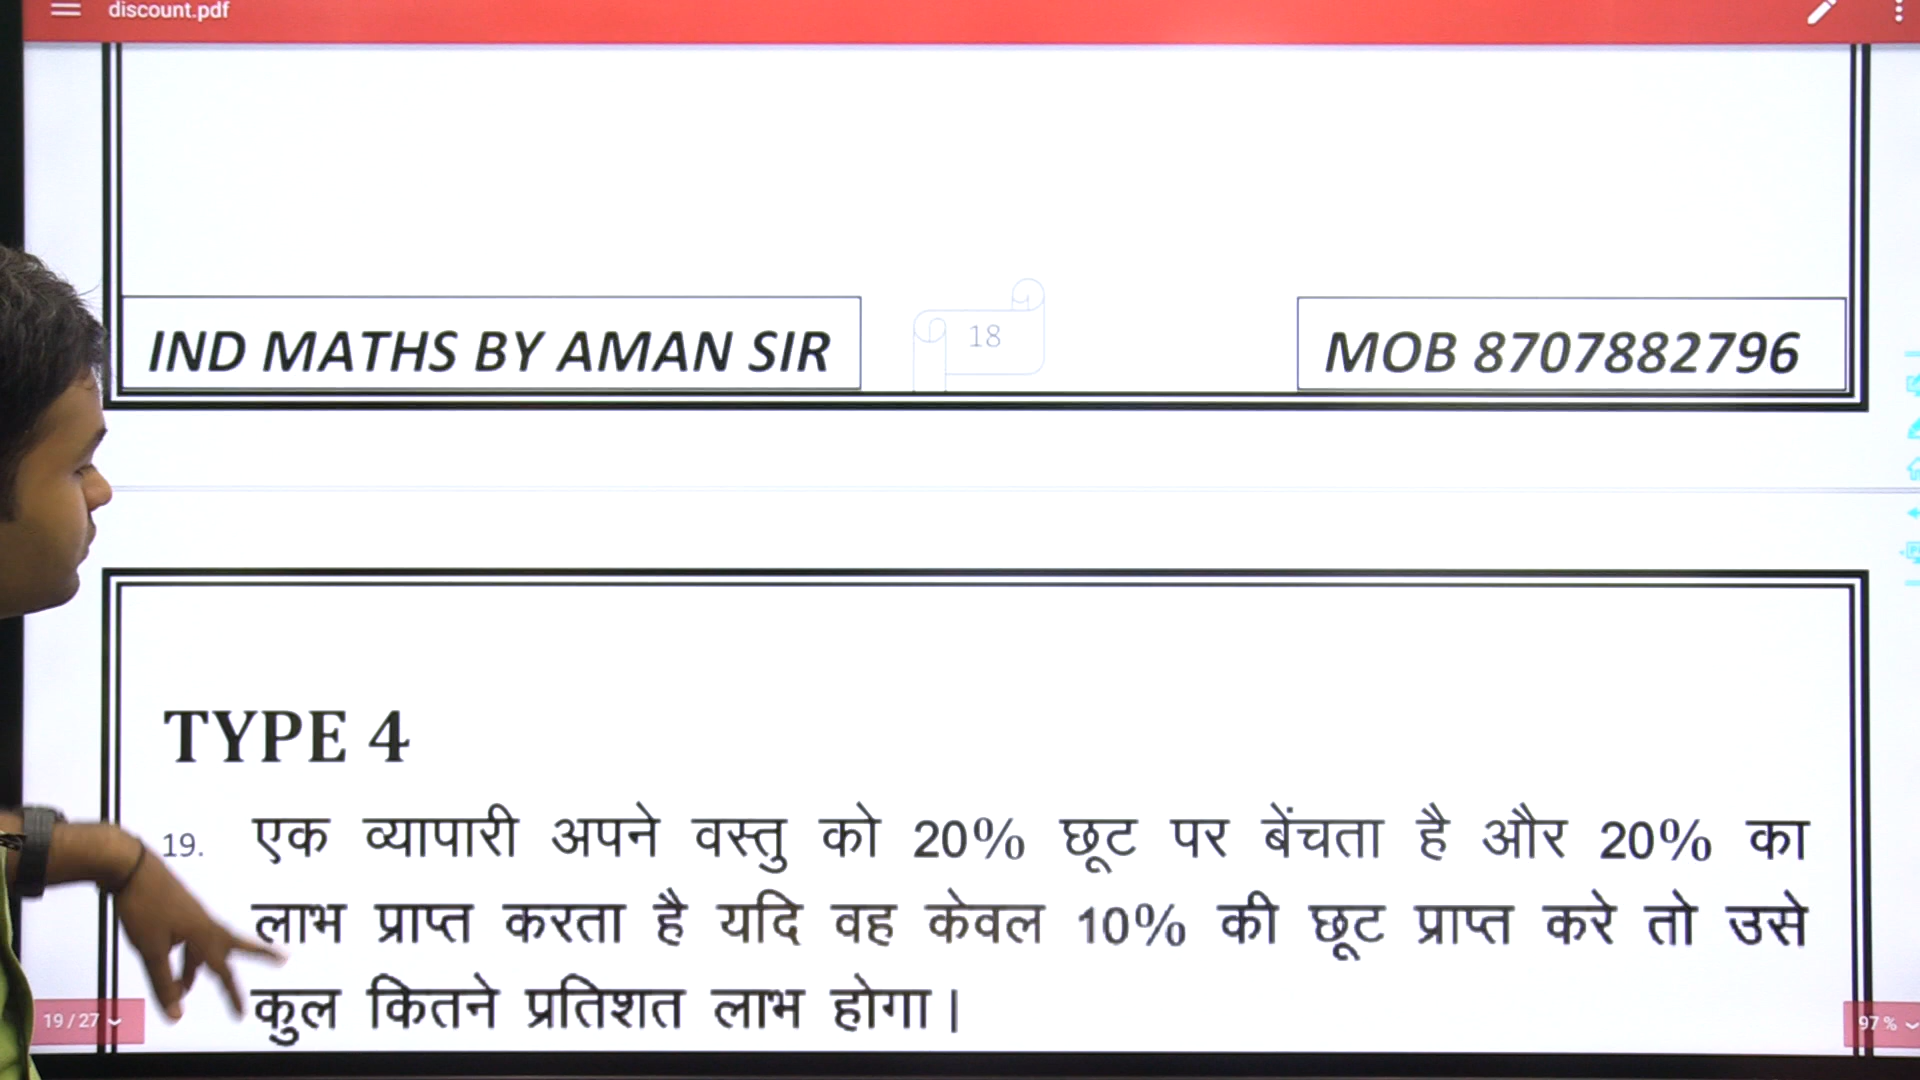 discount.pdf
IND MATHS BY AMAN SIR
18
MOB 8707882796
TYPE 4
19. एक व्यापारी अपने वस्तु को 20% छूट पर बेंचता है और 20% का
लाभ प्राप्त करता है यदि वह केवल 10% की छूट प्राप्त करे तो उसे
कुल कितने प्रतिशत लाभ होगा |
19 / 27
97 %